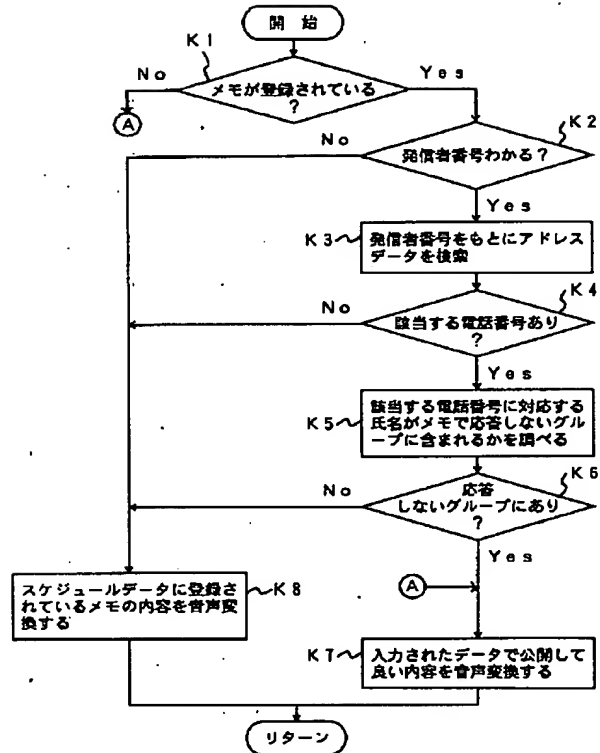 開 始
K1
No
メモが登録されている
?
Yes
A
K2
No
発信者番号わかる?
Yes
K3
発信者番号をもとにアドレス
データを検索
K4
No
該当する電話番号あり
?
Yes
K5
該当する電話番号に対応する
氏名がメモで応答しないグル
ープに含まれるかを調べる
K6
No
応答
しないグループにあり
?
Yes
A
スケジュールデータに登録さ
れているメモの内容を音声変
換する
K8
K7
入力されたデータで公開して
良い内容を音声変換する
リターン